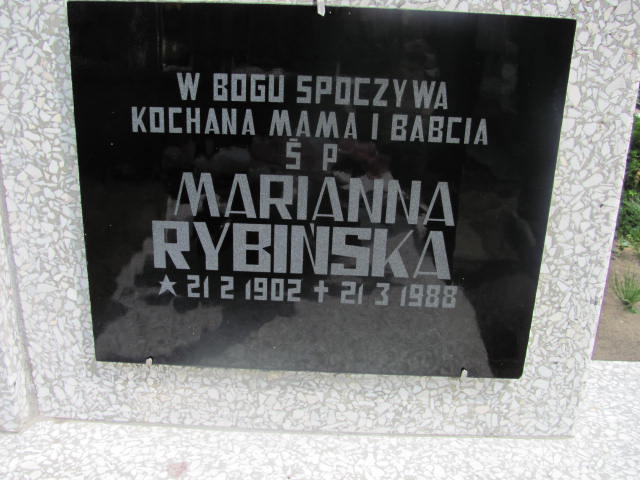 W BOGU SPOCZYWA
KOCHANA MAMA I BABCIA
Ś P
MARIANNA
RYBIŃSKA
★ 21 2 1902 ✝ 21 3 1988